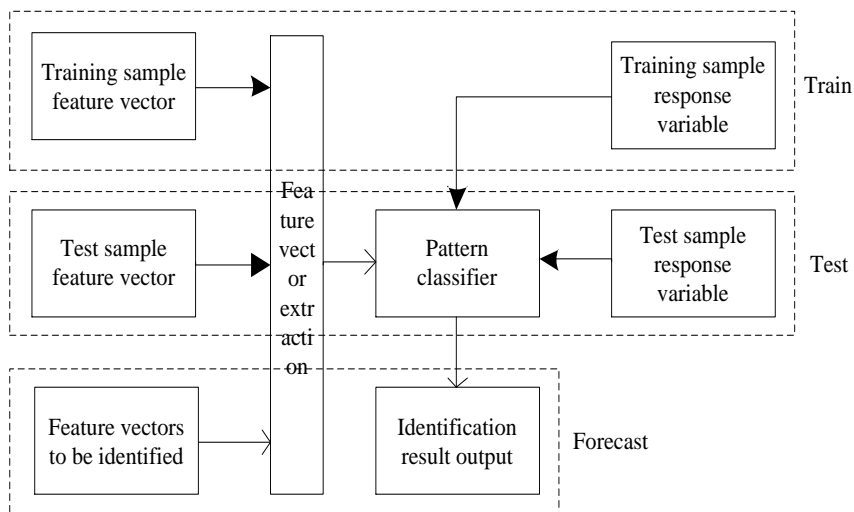 Training sample
feature vector
Training sample
response
variable
Train
Fea
ture
vect
or
extr
acti
on
Test sample
feature vector
Pattern
classifier
Test sample
response
variable
Test
Feature vectors
to be identified
Identification
result output
Forecast